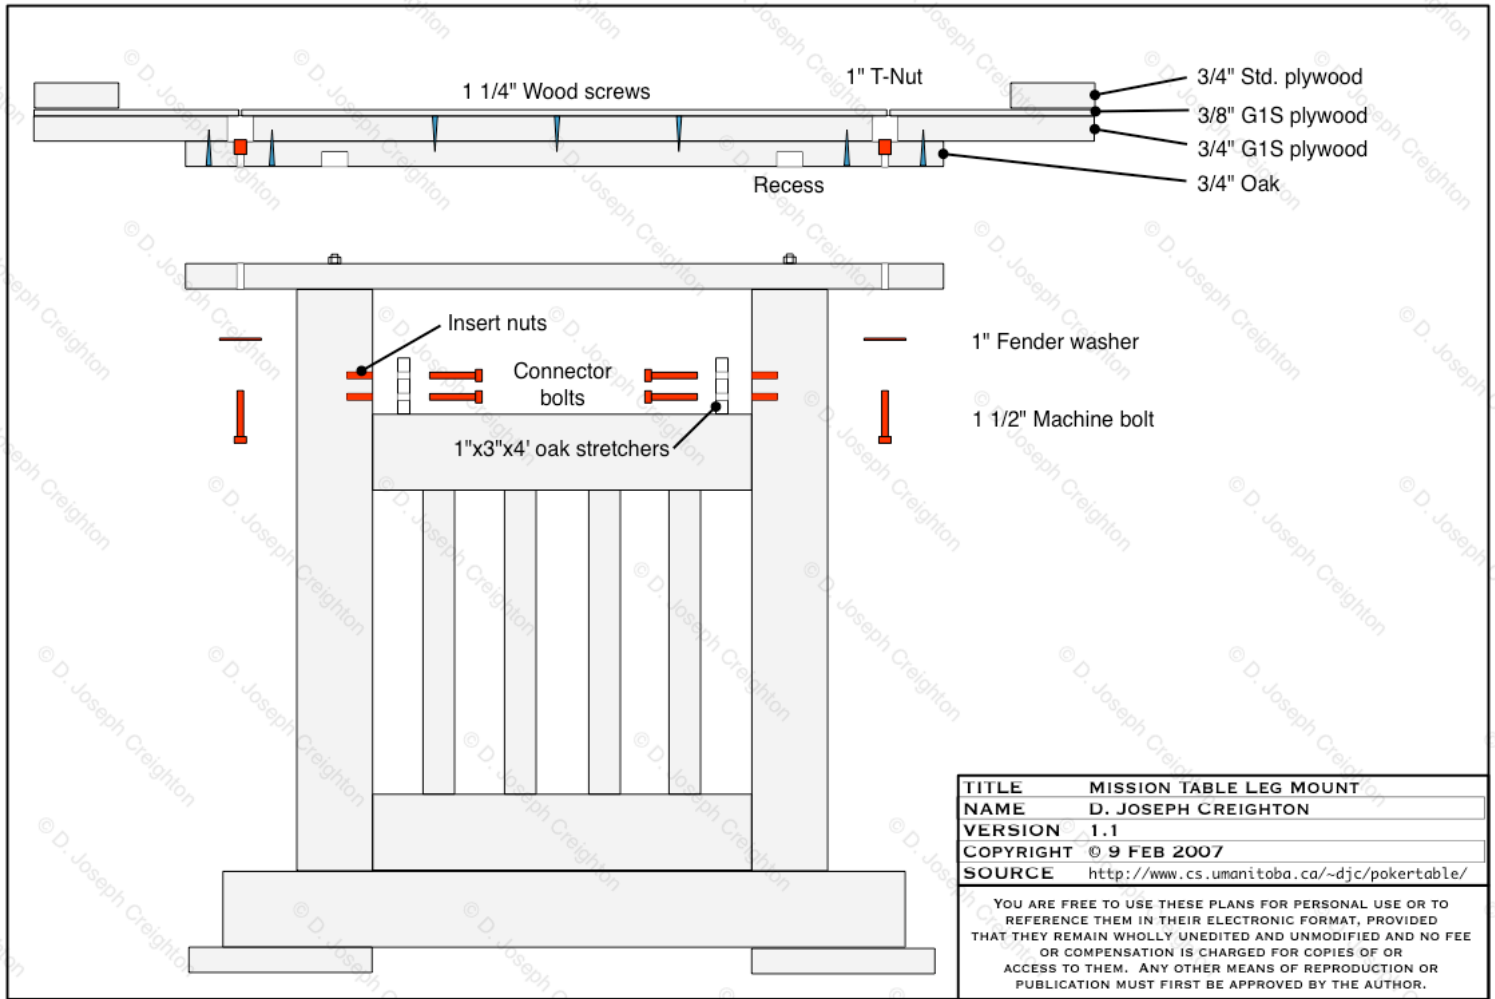 1 1/4" Wood screws
1" T-Nut
3/4" Std. plywood
3/8" G1S plywood
3/4" G1S plywood
3/4" Oak
Recess
Insert nuts
Connector
bolts
1"x3"x4' oak stretchers
1" Fender washer
1 1/2" Machine bolt
TITLE MISSION TABLE LEG MOUNT
NAME D. JOSEPH CREIGHTON
VERSION 1.1
COPYRIGHT © 9 FEB 2007
SOURCE http://www.cs.umanitoba.ca/~djc/pokertable/
YOU ARE FREE TO USE THESE PLANS FOR PERSONAL USE OR TO
REFERENCE THEM IN THEIR ELECTRONIC FORMAT, PROVIDED
THAT THEY REMAIN WHOLLY UNEDITED AND UNMODIFIED AND NO FEE
OR COMPENSATION IS CHARGED FOR COPIES OF OR
ACCESS TO THEM. ANY OTHER MEANS OF REPRODUCTION OR
PUBLICATION MUST FIRST BE APPROVED BY THE AUTHOR.
© D. Joseph Creighton